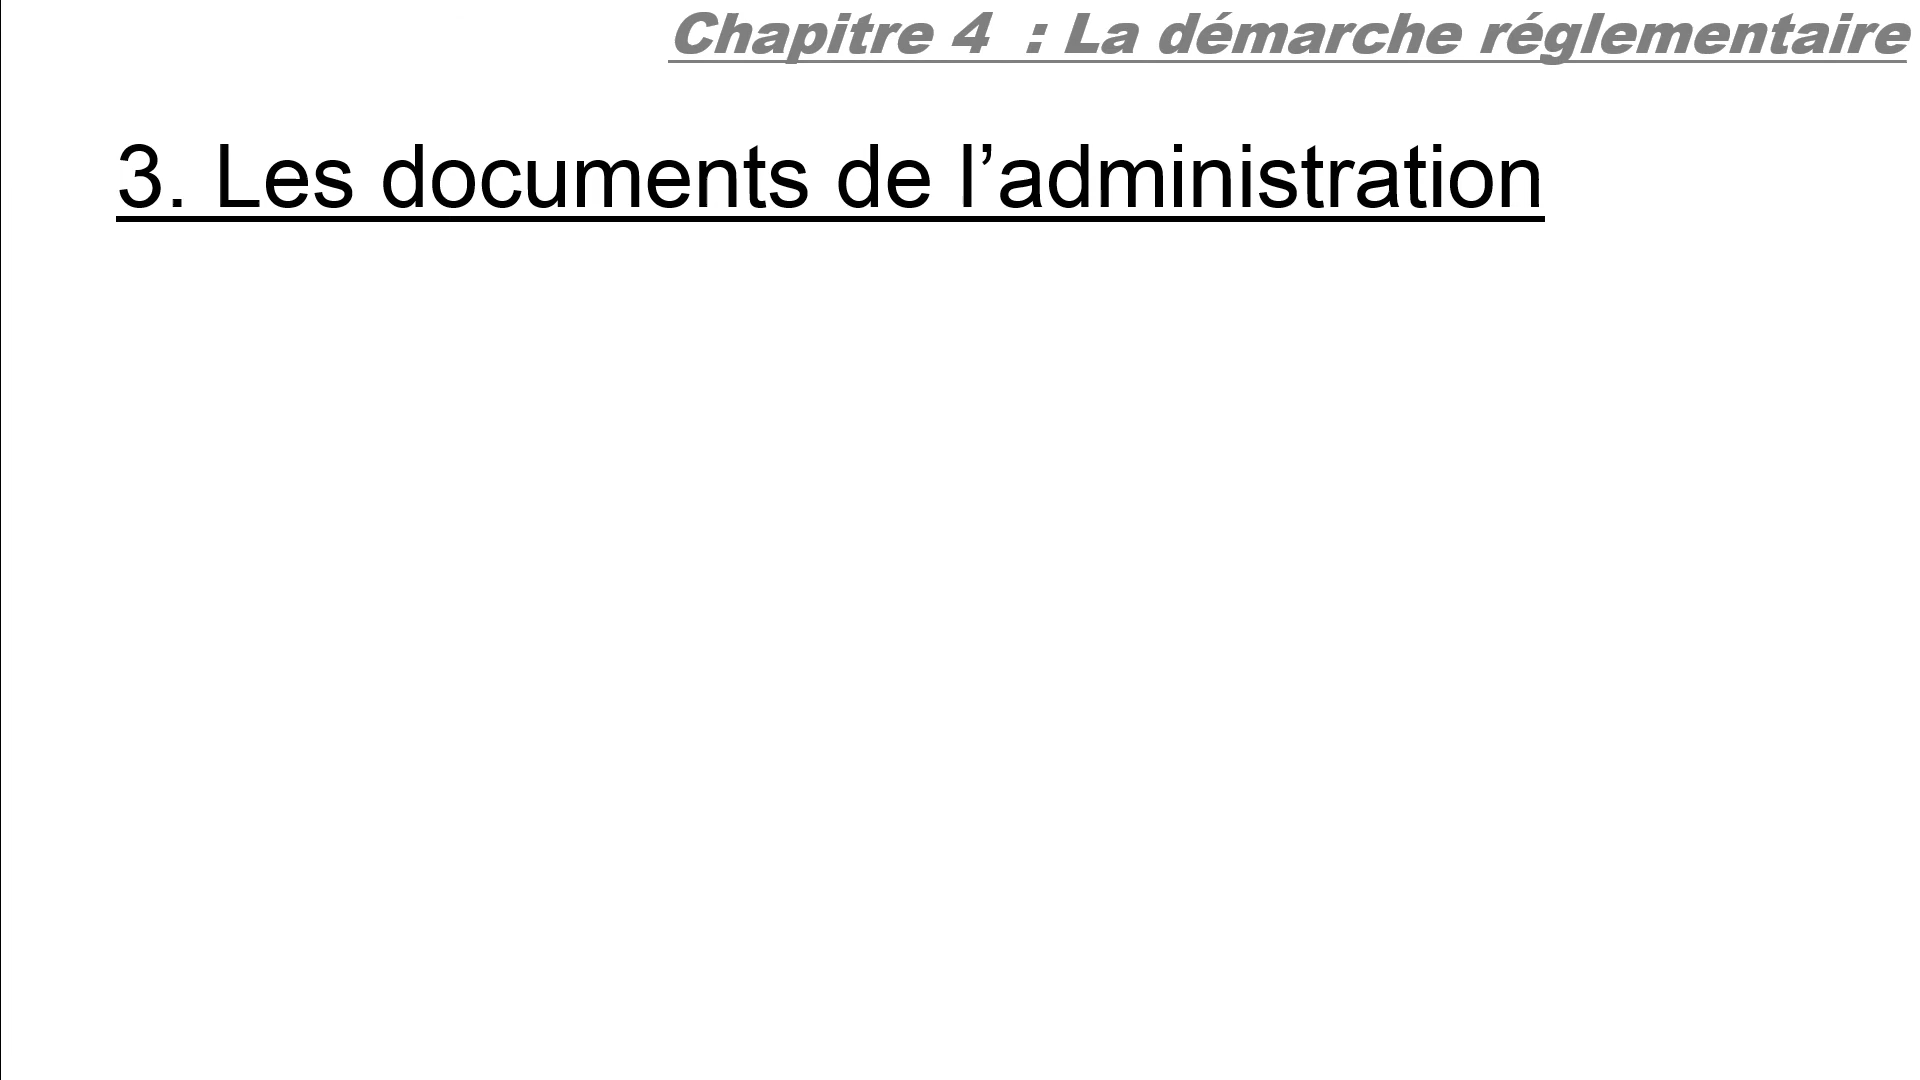 Chapitre 4  : La démarche réglementaire
3. Les documents de l’administration